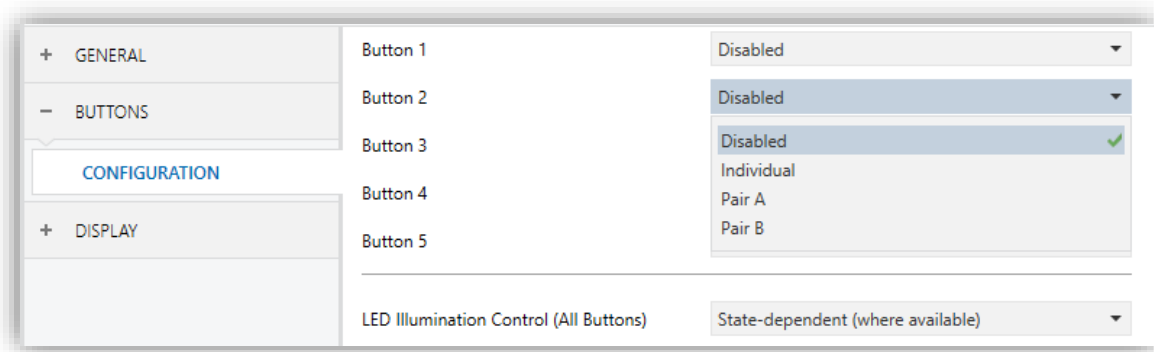 + GENERAL
− BUTTONS
CONFIGURATION
+ DISPLAY
Button 1 Disabled
Button 2 Disabled
Disabled
Individual
Pair A
Pair B
Button 3
Button 4
Button 5
LED Illumination Control (All Buttons) State-dependent (where available)